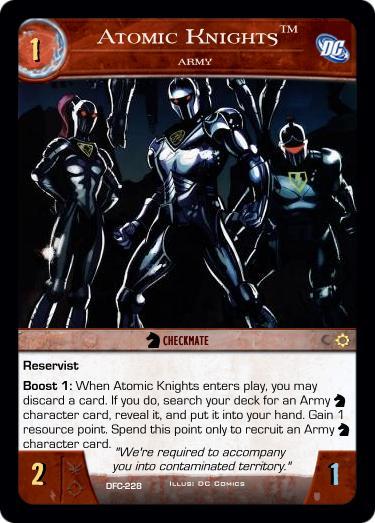 1
ATOMIC KNIGHTS™
DC
ARMY
CHECKMATE
Reservist
Boost 1: When Atomic Knights enters play, you may
discard a card. If you do, search your deck for an Army
character card, reveal it, and put it into your hand. Gain 1
resource point. Spend this point only to recruit an Army
character card.
"We're required to accompany
you into contaminated territory."
2
DFC-228
ILLUS: DC COMICS
1